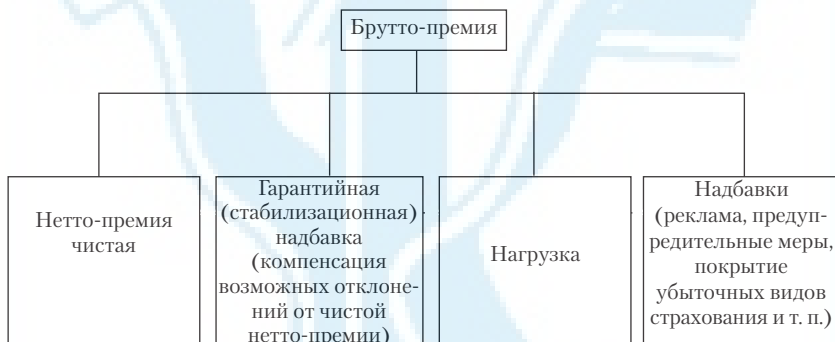 Брутто-премия
Нетто-премия
чистая
Гарантийная
(стабилизационная)
надбавка
(компенсация
возможных отклоне-
ний от чистой
нетто-премии)
Нагрузка
Надбавки
(реклама, предуп-
редительные меры,
покрытие
убыточных видов
страхования и т. п.)